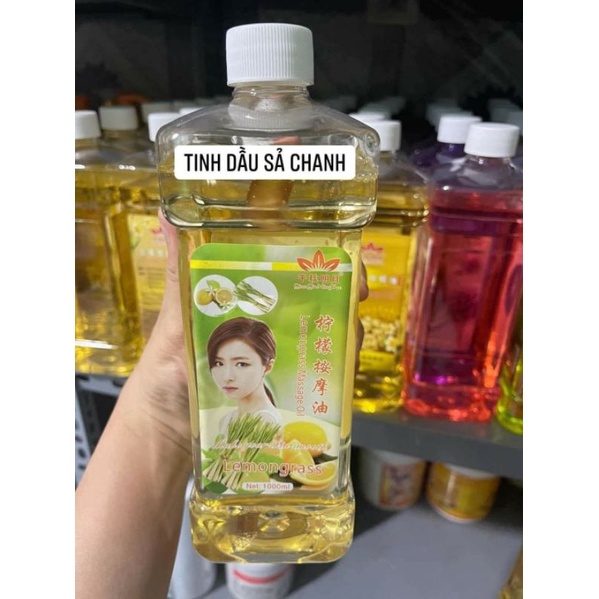 TINH DẦU SẢ CHANH
柠檬按摩油
Lemongrass Massage Oil
Lemongrass
Net: 1000ml